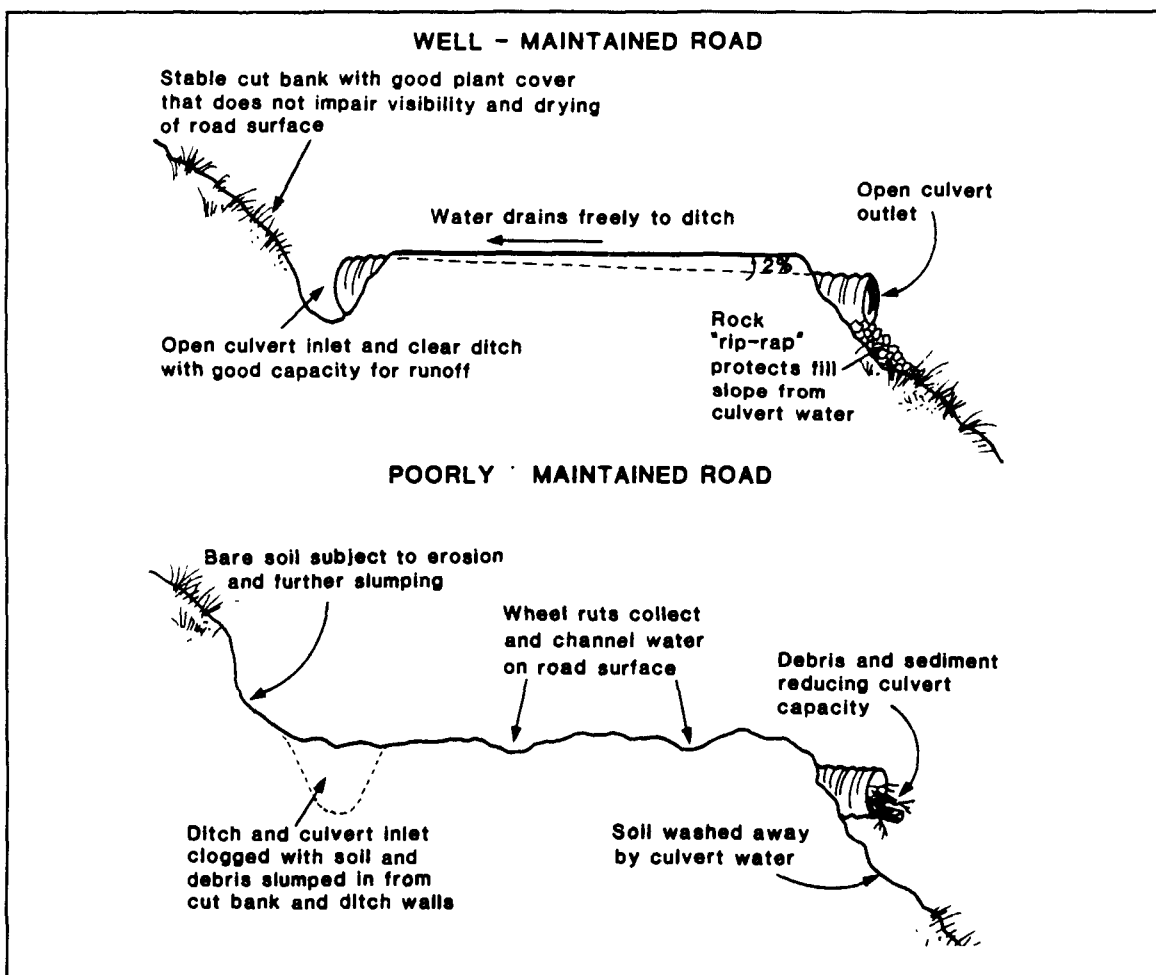 WELL - MAINTAINED ROAD
Stable cut bank with good plant cover
that does not impair visibility and drying
of road surface
Water drains freely to ditch
Open culvert
outlet
2%
Open culvert inlet and clear ditch
with good capacity for runoff
Rock
"rip-rap"
protects fill
slope from
culvert water
POORLY MAINTAINED ROAD
Bare soil subject to erosion
and further slumping
Wheel ruts collect
and channel water
on road surface
Debris and sediment
reducing culvert
capacity
Ditch and culvert inlet
clogged with soil and
debris slumped in from
cut bank and ditch walls
Soil washed away
by culvert water